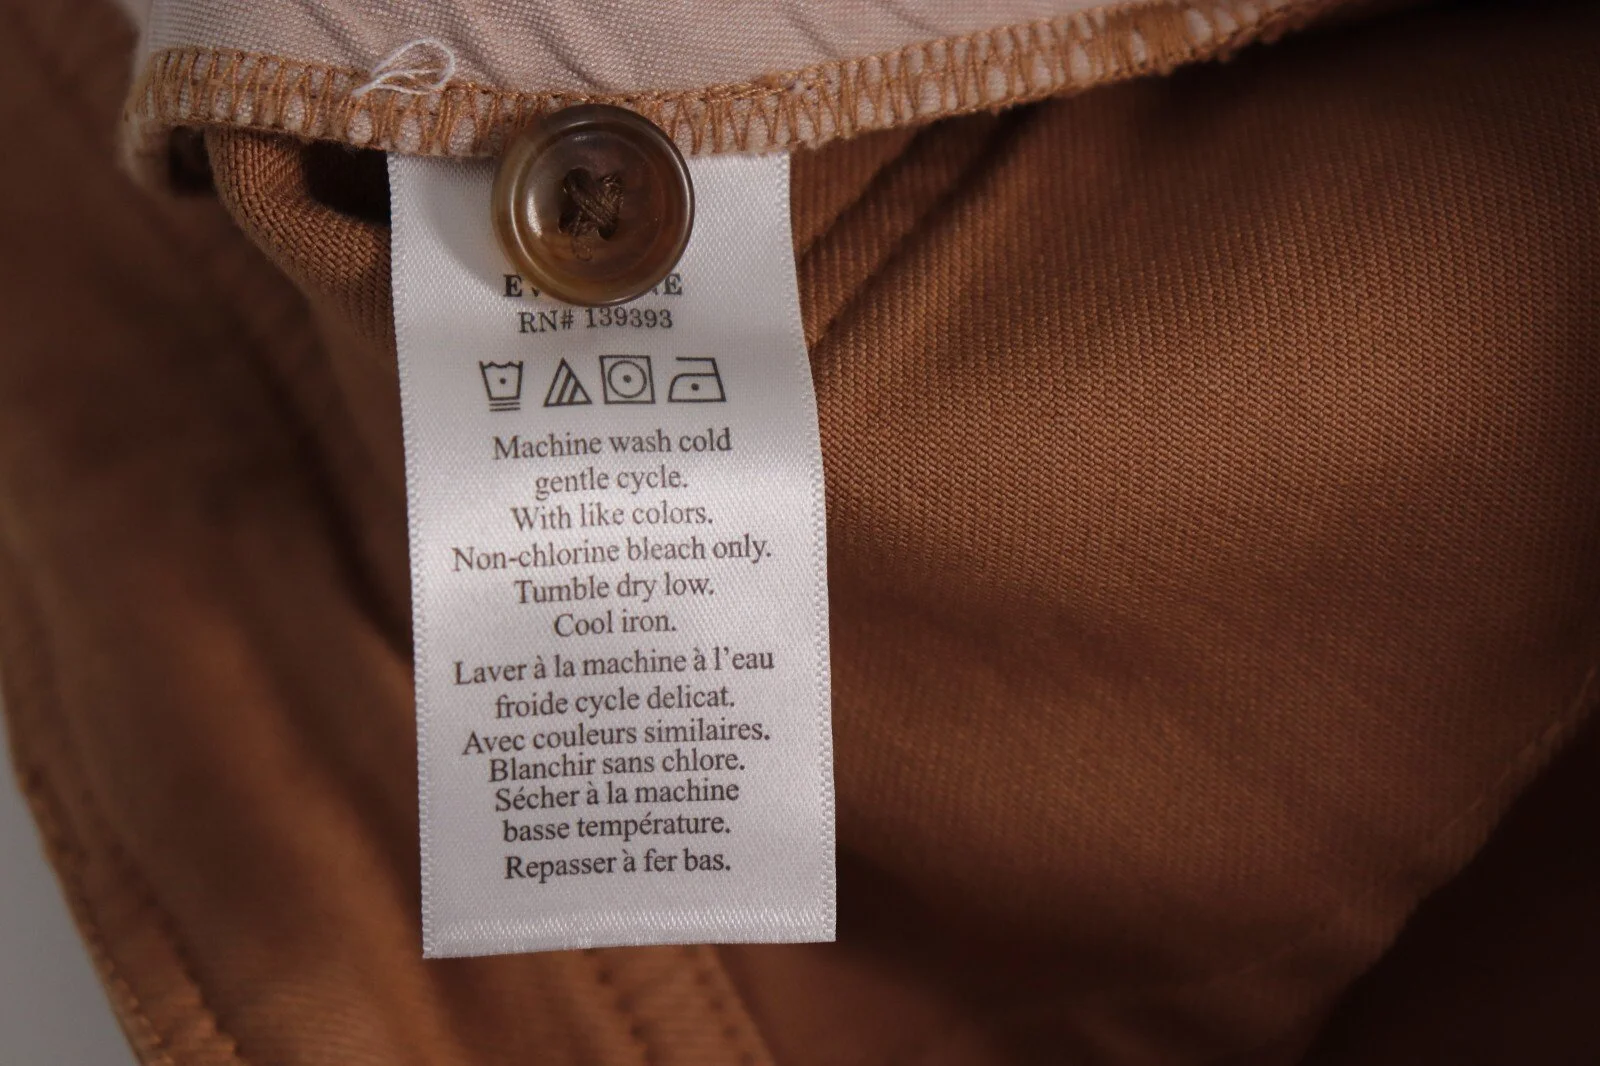 RN# 139393
Machine wash cold
gentle cycle.
With like colors.
Non-chlorine bleach only.
Tumble dry low.
Cool iron.
Laver à la machine à l'eau
froide cycle delicat.
Avec couleurs similaires.
Blanchir sans chlore.
Sécher à la machine
basse température.
Repasser à fer bas.